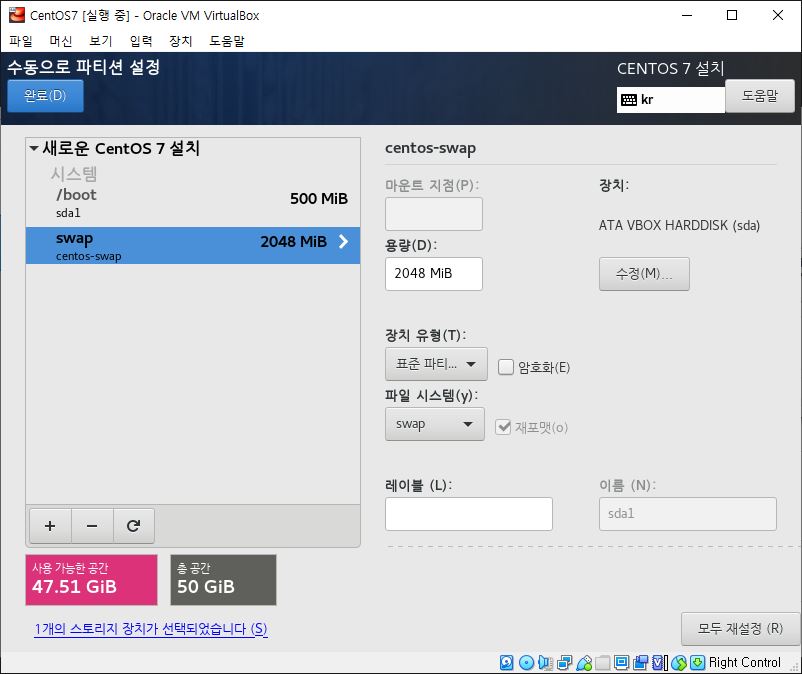 CentOS7 [실행 중] - Oracle VM VirtualBox
파일 머신 보기 입력 장치 도움말
수동으로 파티션 설정
완료(D)
CENTOS 7 설치
kr
도움말
새로운 CentOS 7 설치
시스템
/boot
500 MiB
sda1
swap
2048 MiB
centos-swap
+ −
사용 가능한 공간
47.51 GiB
총 공간
50 GiB
1개의 스토리지 장치가 선택되었습니다 (S)
centos-swap
마운트 지점(P):
용량(D):
2048 MiB
장치:
ATA VBOX HARDDISK (sda)
수정(M)...
장치 유형(T):
표준 파티...
암호화(E)
파일 시스템(y):
swap
재포맷(o)
레이블 (L):
이름 (N):
sda1
모두 재설정 (R)
Right Control